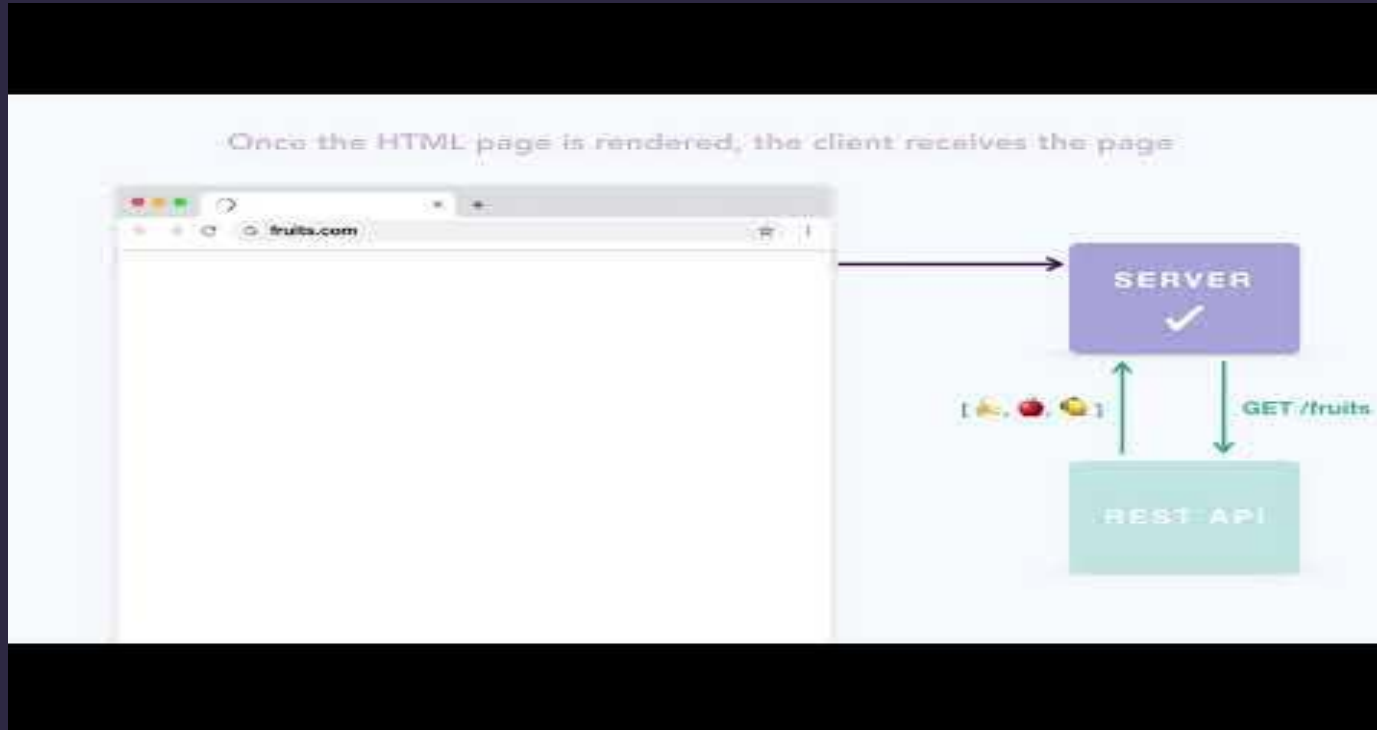 Once the HTML page is rendered, the client receives the page
fruits.com
SERVER
[ 🍌, 🍎, 🍋 ]
GET /fruits
REST API